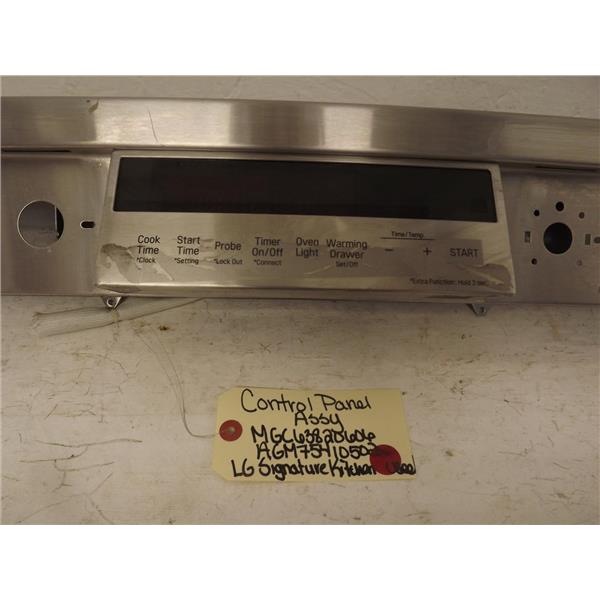 Cook Time *Clock
Start Time *Setting
Probe *Lock Out
Timer On/Off *Connect
Oven Light
Warming Drawer Set/Off
Time/Temp
- +
START
*Extra Function: Hold 3 sec
Control Panel
Assy
MGC63820606
AGM75410502
LG Signature Kitchen Used